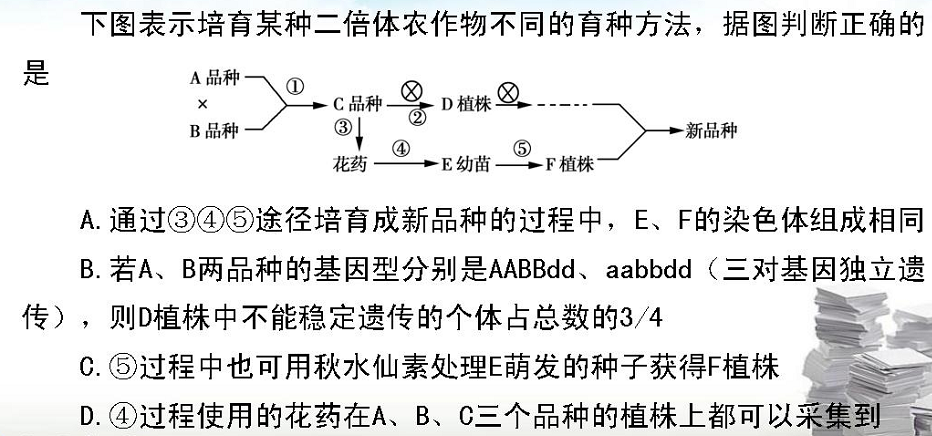 下图表示培育某种二倍体农作物不同的育种方法，据图判断正确的
是
A品种
①
×
C品种
⊗
②
D植株
⊗
B品种
③
新品种
花药
④
E幼苗
⑤
F植株
A.通过③④⑤途径培育成新品种的过程中，E、F的染色体组成相同
B.若A、B两品种的基因型分别是AABBdd、aabbdd（三对基因独立遗
传），则D植株中不能稳定遗传的个体占总数的3/4
C.⑤过程中也可用秋水仙素处理E萌发的种子获得F植株
D.④过程使用的花药在A、B、C三个品种的植株上都可以采集到